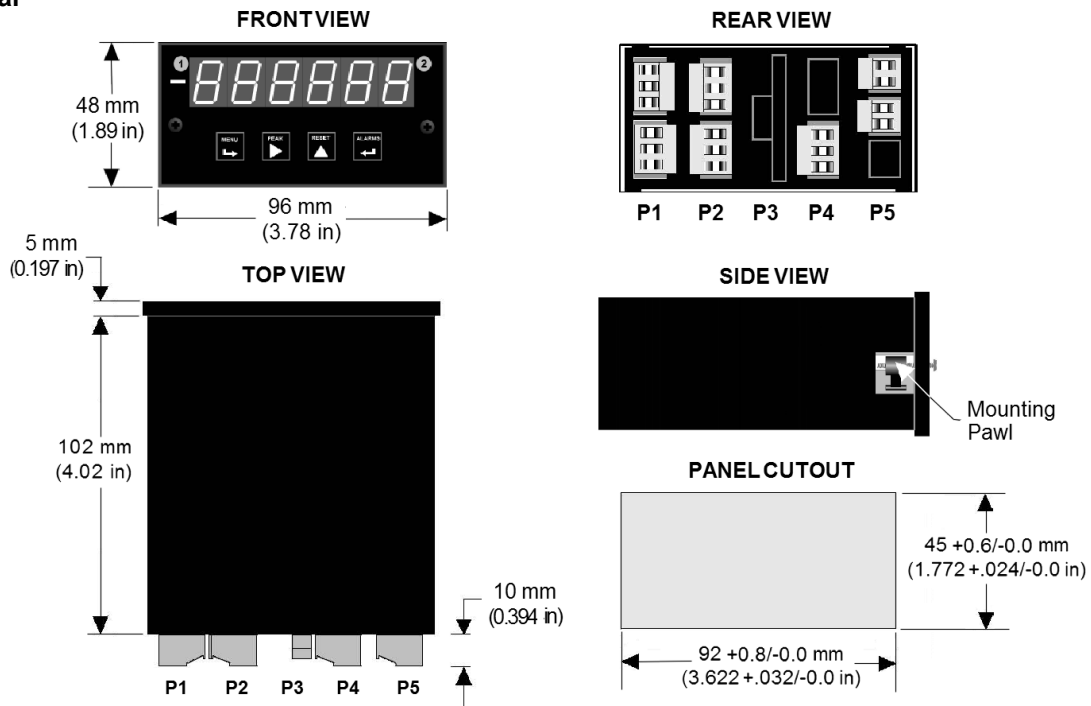 al
FRONT VIEW
1
2
888888
MENU
PEAK
RESET
ALARMS
48 mm
(1.89 in)
96 mm
(3.78 in)
REAR VIEW
P1 P2 P3 P4 P5
5 mm
(0.197 in)
TOP VIEW
102 mm
(4.02 in)
10 mm
(0.394 in)
P1 P2 P3 P4 P5
SIDE VIEW
Mounting
Pawl
PANEL CUTOUT
45 +0.6/-0.0 mm
(1.772 +.024/-0.0 in)
92 +0.8/-0.0 mm
(3.622 +.032/-0.0 in)